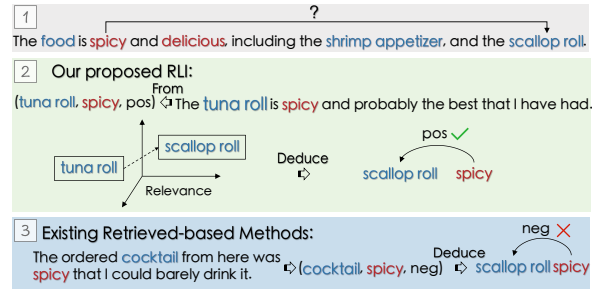 1
?
The food is spicy and delicious, including the shrimp appetizer, and the scallop roll.
2
Our proposed RLI:
From
(tuna roll, spicy, pos) The tuna roll is spicy and probably the best that I have had.
pos
scallop roll
tuna roll
Deduce
scallop roll spicy
Relevance
3
Existing Retrieved-based Methods:
neg
The ordered cocktail from here was
spicy that I could barely drink it.
(cocktail, spicy, neg)
Deduce
scallop roll spicy